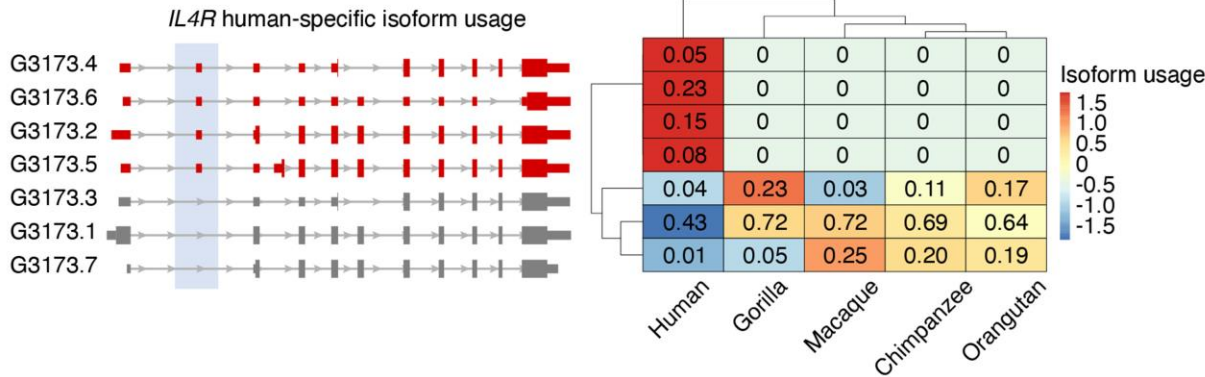 IL4R human-specific isoform usage
G3173.4
G3173.6
G3173.2
G3173.5
G3173.3
G3173.1
G3173.7
0.05 0 0 0 0
0.23 0 0 0 0
0.15 0 0 0 0
0.08 0 0 0 0
0.04 0.23 0.03 0.11 0.17
0.43 0.72 0.72 0.69 0.64
0.01 0.05 0.25 0.20 0.19
Human
Gorilla
Macaque
Chimpanzee
Orangutan
Isoform usage
1.5
1.0
0.5
0.0
-0.5
-1.0
-1.5